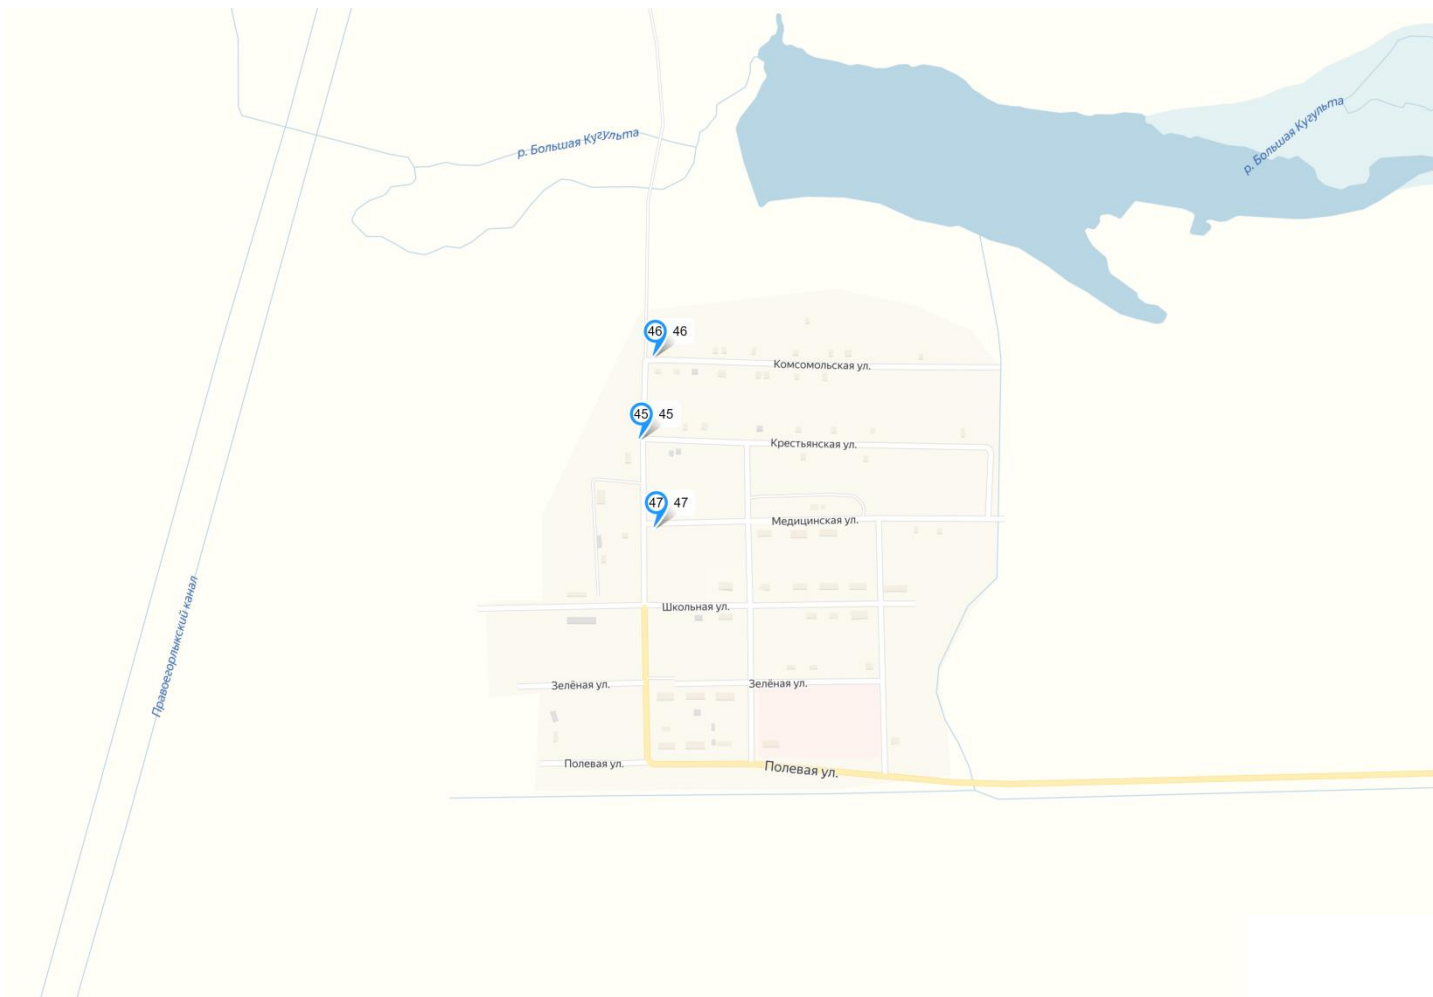 р. Большая Кугульта
р. Большая Кугульта
46 46
Комсомольская ул.
45 45
Крестьянская ул.
47 47
Медицинская ул.
Школьная ул.
Правоегорлыкский канал
Зелёная ул.
Зелёная ул.
Полевая ул.
Полевая ул.